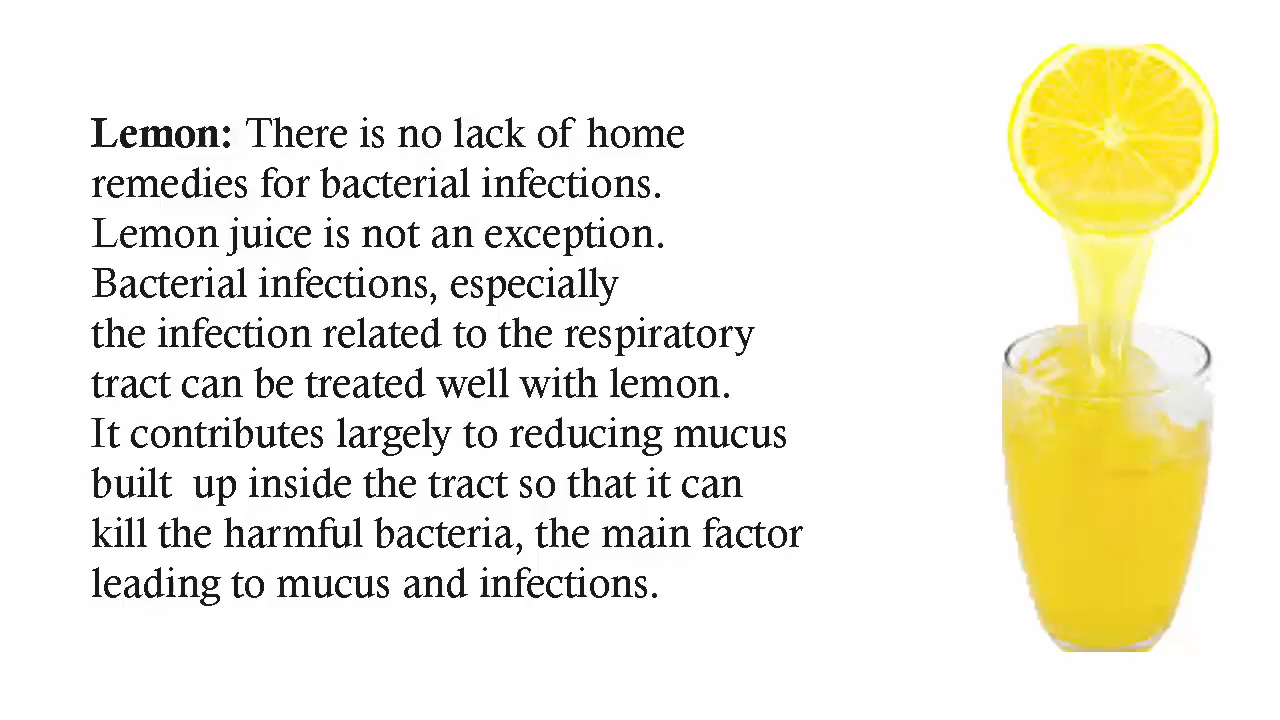 Lemon: There is no lack of home
remedies for bacterial infections.
Lemon juice is not an exception.
Bacterial infections, especially
the infection related to the respiratory
tract can be treated well with lemon.
It contributes largely to reducing mucus
built  up inside the tract so that it can
kill the harmful bacteria, the main factor
leading to mucus and infections.